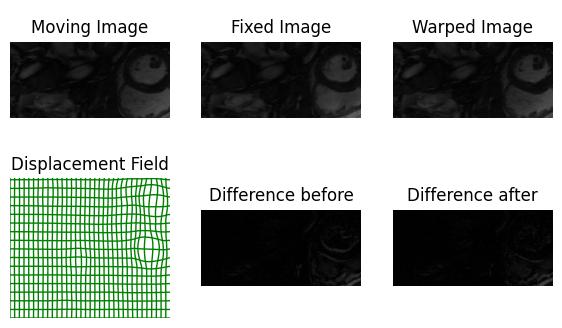 Moving Image
Fixed Image
Warped Image
Displacement Field
Difference before
Difference after